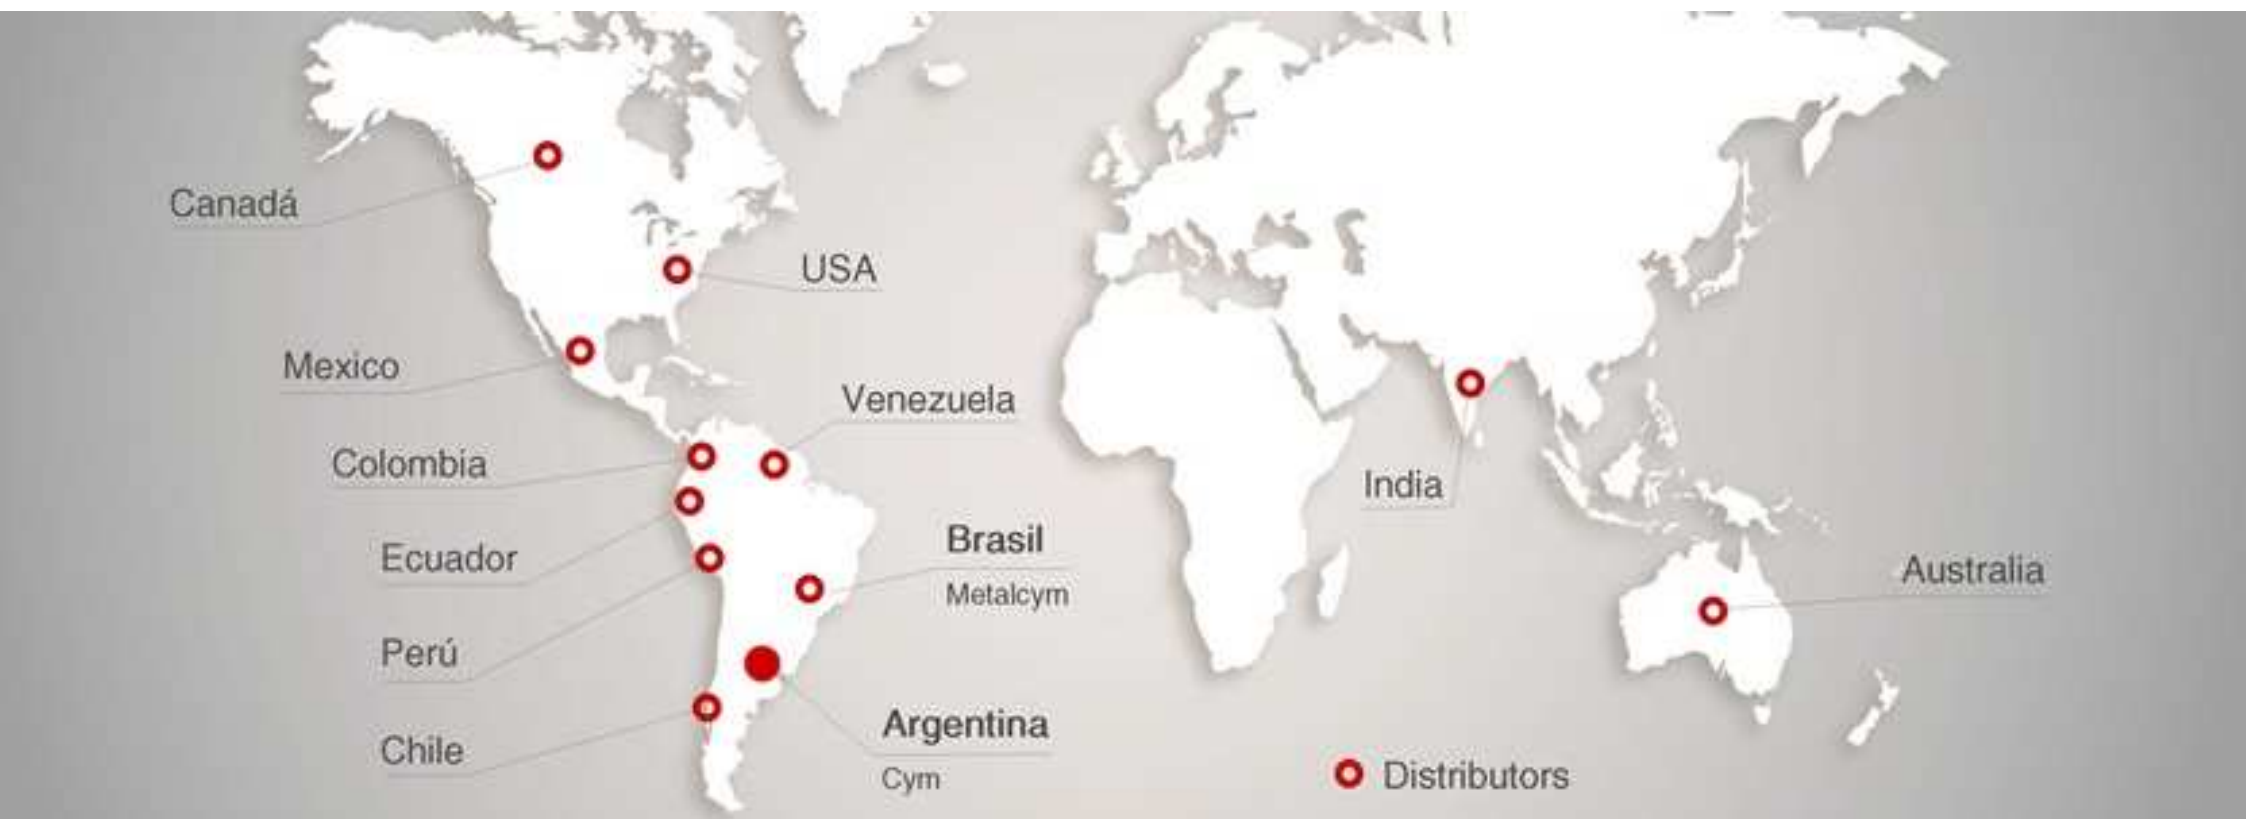 Canadá
USA
Mexico
Venezuela
Colombia
India
Ecuador
Brasil
Metalcym
Australia
Perú
Argentina
Cym
Chile
Distributors